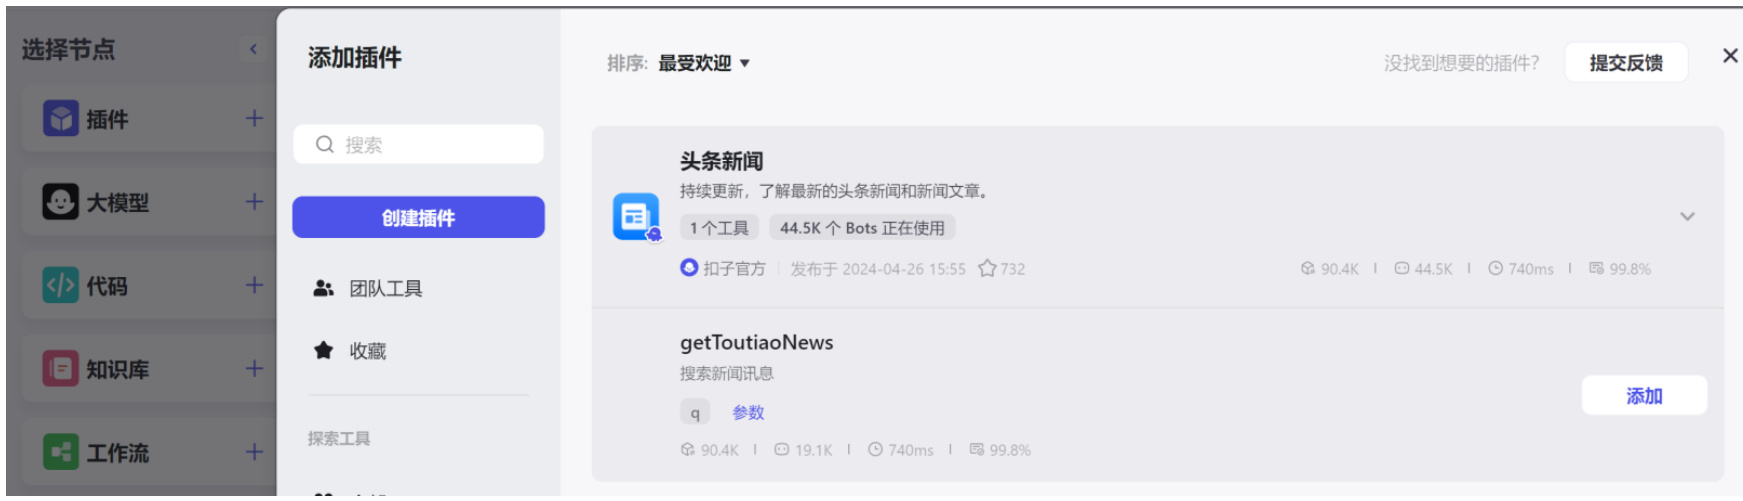 选择节点
插件
大模型
代码
知识库
工作流
添加插件
搜索
创建插件
团队工具
收藏
探索工具
排序: 最受欢迎
没找到想要的插件?
提交反馈
头条新闻
持续更新，了解最新的头条新闻和新闻文章。
1 个工具 44.5K 个 Bots 正在使用
扣子官方 发布于 2024-04-26 15:55 732
90.4K 44.5K 740ms 99.8%
getToutiaoNews
搜索新闻讯息
q 参数
添加
90.4K 19.1K 740ms 99.8%